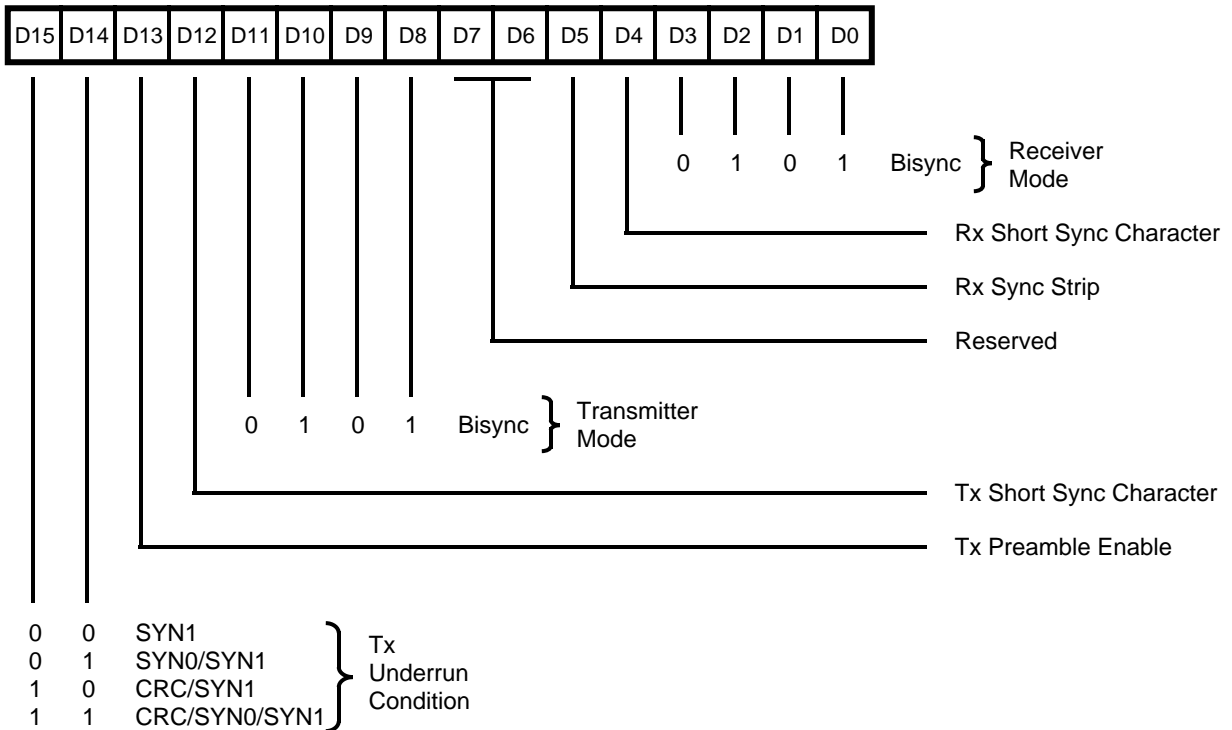 D15 D14 D13 D12 D11 D10 D9 D8 D7 D6 D5 D4 D3 D2 D1 D0
0 1 0 1 Bisync Receiver
Mode
Rx Short Sync Character
Rx Sync Strip
Reserved
0 1 0 1 Bisync Transmitter
Mode
Tx Short Sync Character
Tx Preamble Enable
0 0 SYN1
0 1 SYN0/SYN1
1 0 CRC/SYN1
1 1 CRC/SYN0/SYN1
Tx
Underrun
Condition